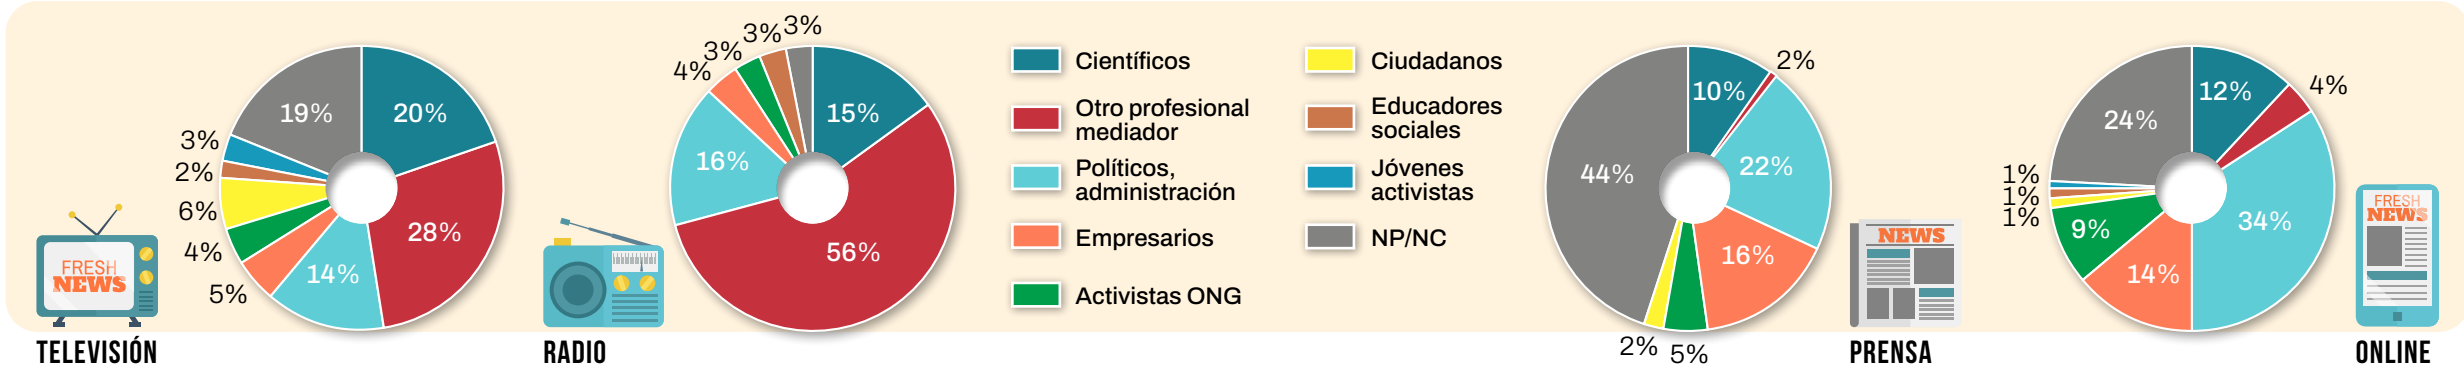 20%
28%
14%
5%
4%
6%
2%
3%
19%
FRESH
NEWS
TELEVISIÓN
15%
56%
16%
4%
3%
3%
3%
RADIO
Científicos
Otro profesional
mediador
Políticos,
administración
Empresarios
Activistas ONG
Ciudadanos
Educadores
sociales
Jóvenes
activistas
NP/NC
10%
2%
22%
16%
5%
2%
44%
NEWS
PRENSA
12%
4%
34%
14%
9%
1%
1%
1%
24%
FRESH
NEWS
ONLINE